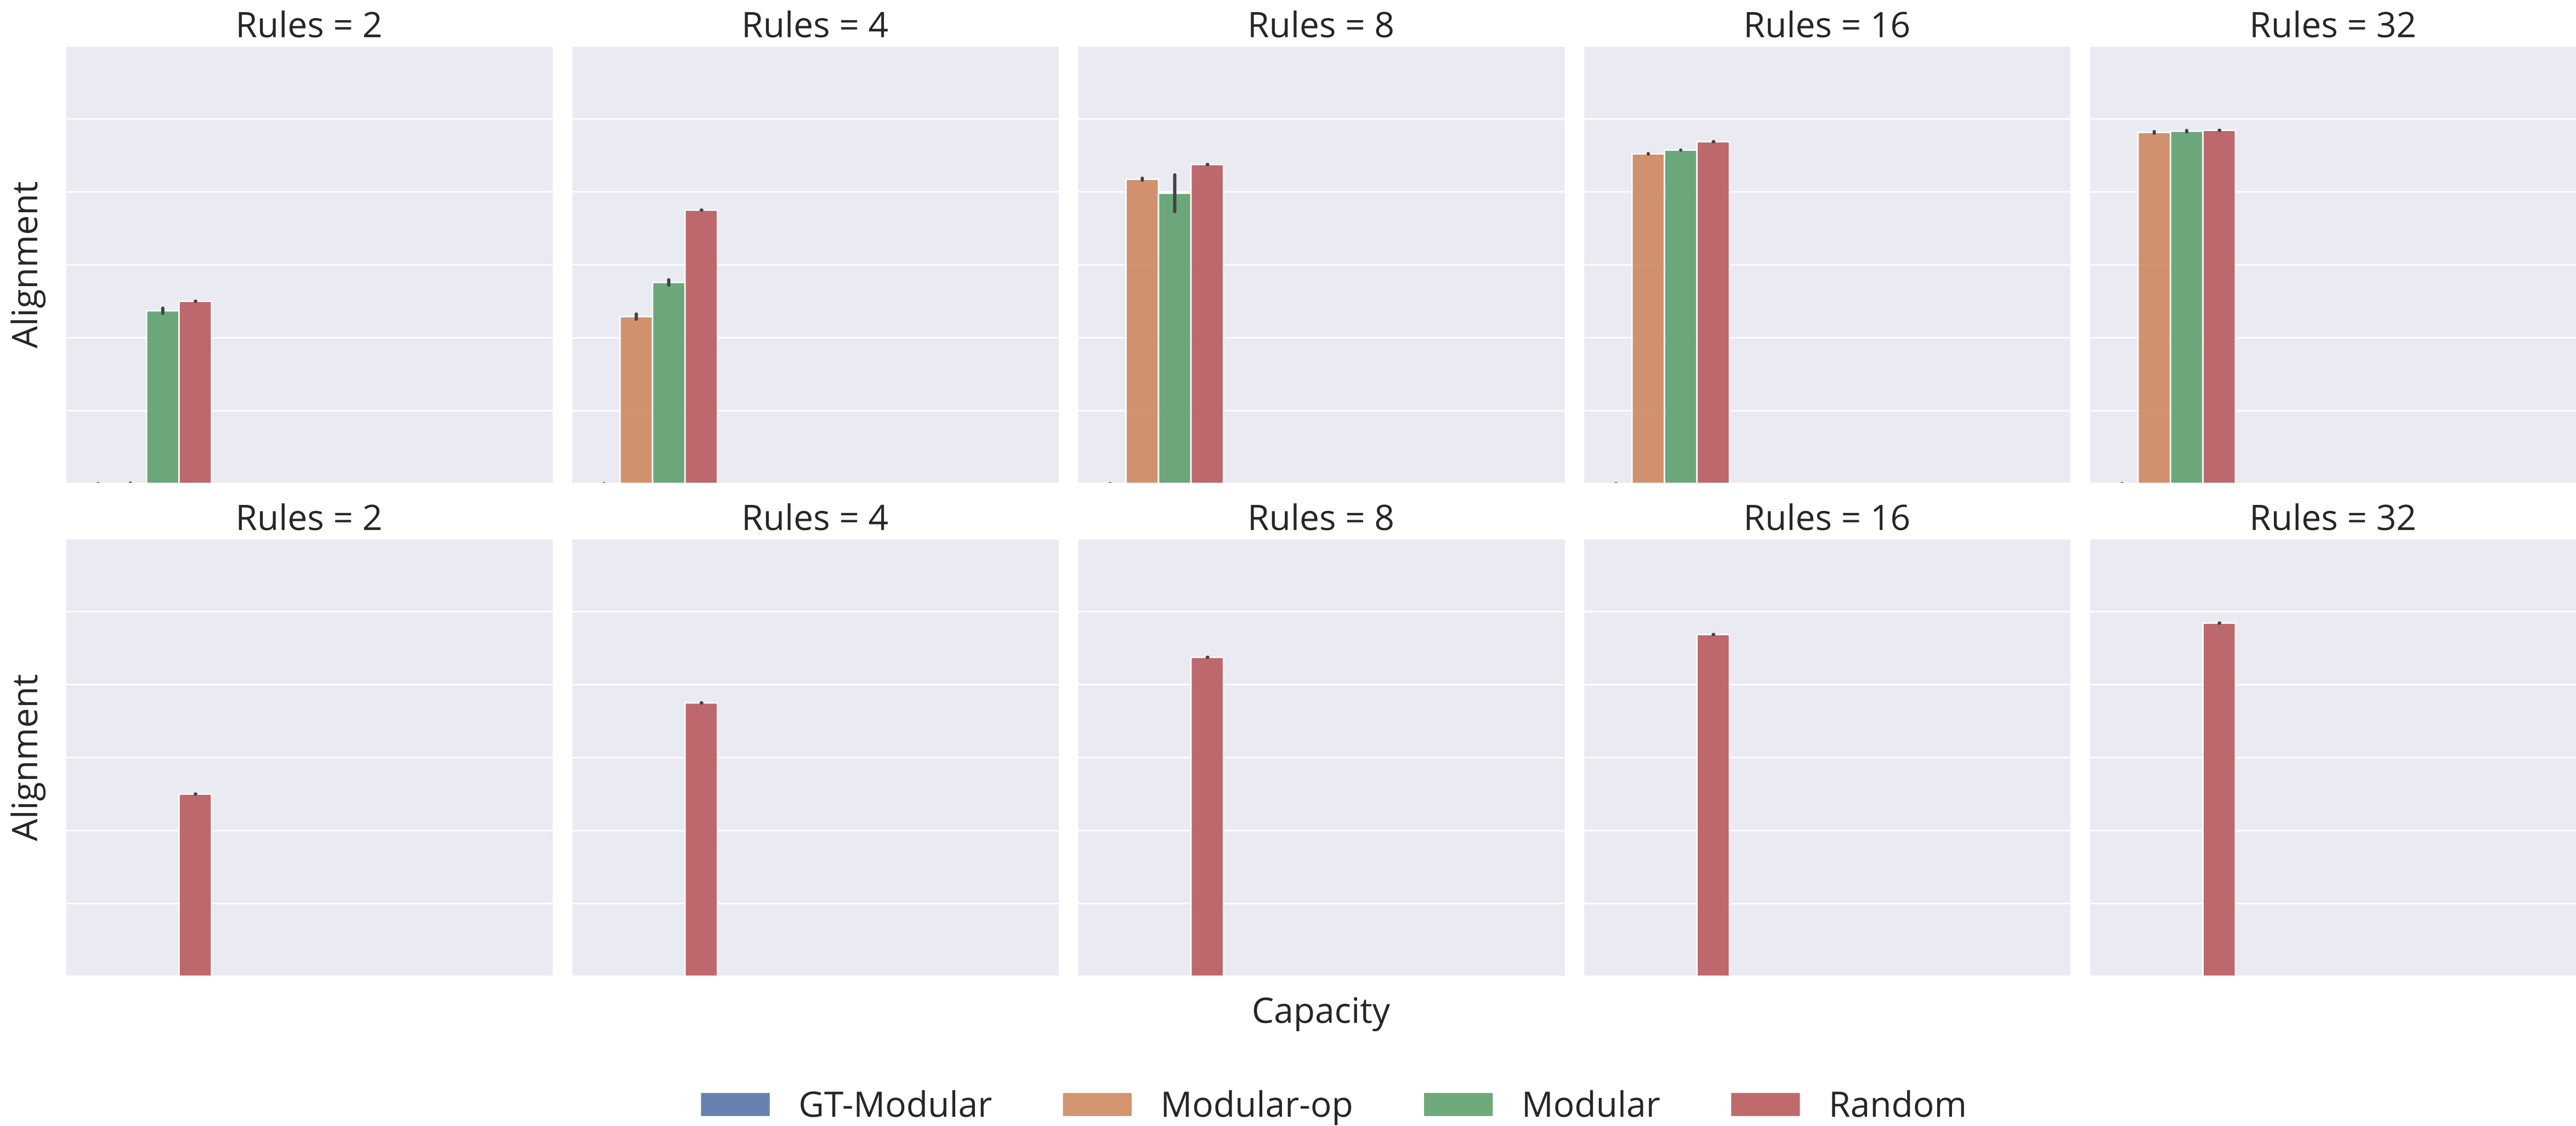 Rules = 2
Rules = 4
Rules = 8
Rules = 16
Rules = 32
Alignment
Rules = 2
Rules = 4
Rules = 8
Rules = 16
Rules = 32
Alignment
Capacity
GT-Modular
Modular-op
Modular
Random